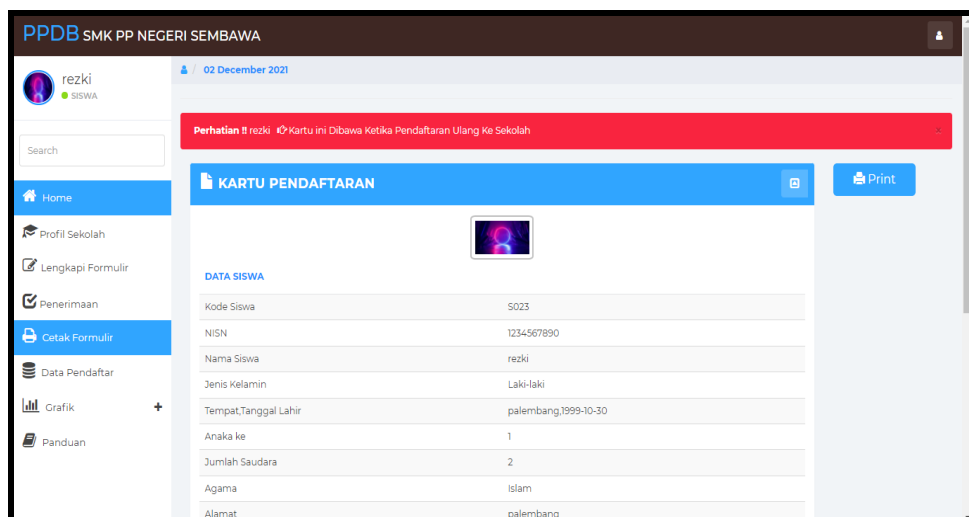 PPDB SMK PP NEGERI SEMBAWA
rezki
SISWA
/ 02 December 2021
Search
Home
Profil Sekolah
Lengkapi Formulir
Penerimaan
Cetak Formulir
Data Pendaftar
Grafik +
Panduan
Perhatian !! rezki Kartu ini Dibawa Ketika Pendaftaran Ulang Ke Sekolah x
KARTU PENDAFTARAN
Print
DATA SISWA
Kode Siswa S023
NISN 1234567890
Nama Siswa rezki
Jenis Kelamin Laki-laki
Tempat,Tanggal Lahir palembang,1999-10-30
Anaka ke 1
Jumlah Saudara 2
Agama Islam
Alamat palembang